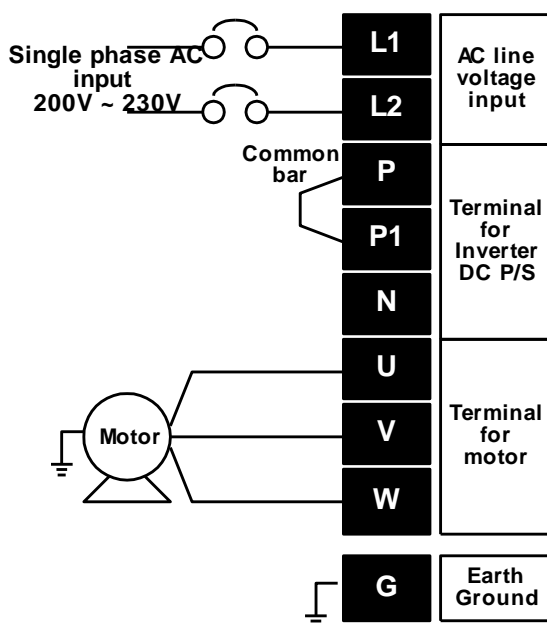 Single phase AC
input
200V ~ 230V
L1
L2
AC line
voltage
input
Common
bar
P
P1
N
Terminal
for
Inverter
DC P/S
Motor
U
V
W
Terminal
for
motor
G
Earth
Ground